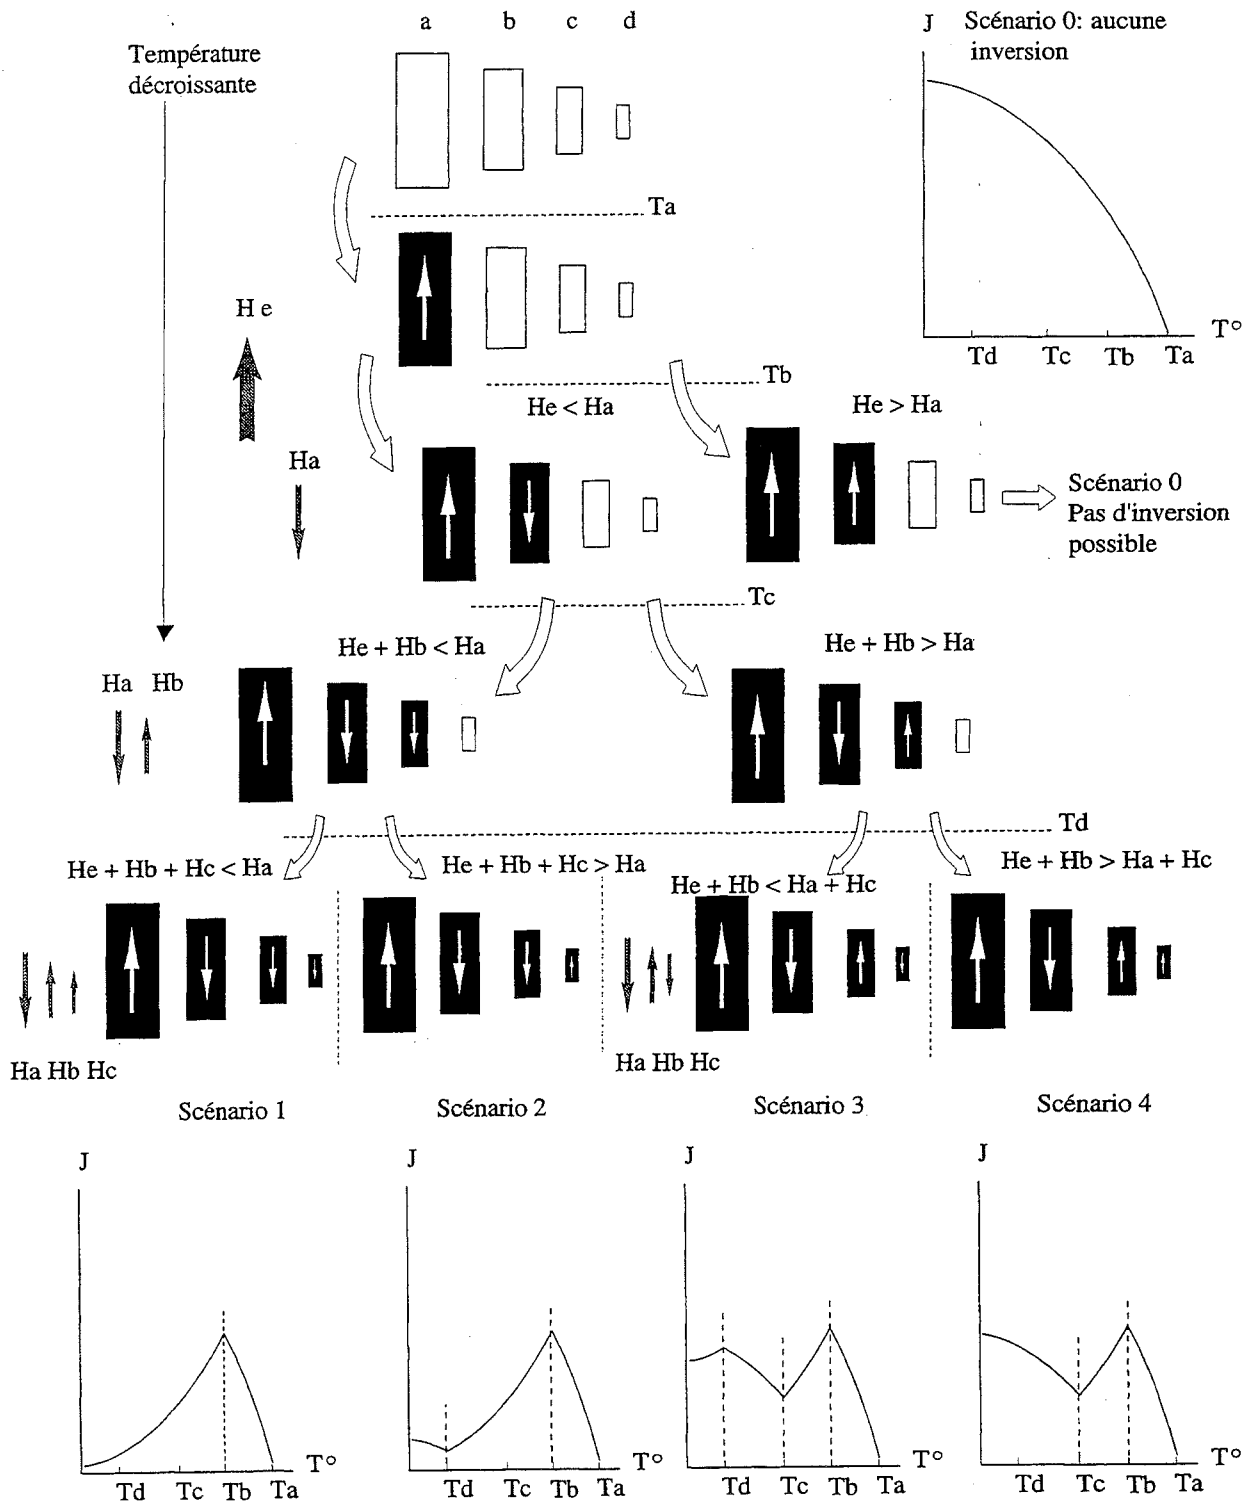 a b c d
Température
décroissante
J
Scénario 0: aucune
inversion
Ta
H e
T°
Td Tc Tb Ta
Tb
He < Ha
He > Ha
Ha
Scénario 0
Pas d'inversion
possible
Tc
He + Hb < Ha
He + Hb > Ha
Ha Hb
Td
He + Hb + Hc < Ha
He + Hb + Hc > Ha
He + Hb < Ha + Hc
He + Hb > Ha + Hc
Ha Hb Hc
Ha Hb Hc
Scénario 1
Scénario 2
Scénario 3
Scénario 4
J
J
J
J
T°
T°
T°
T°
Td Tc Tb Ta
Td Tc Tb Ta
Td Tc Tb Ta
Td Tc Tb Ta